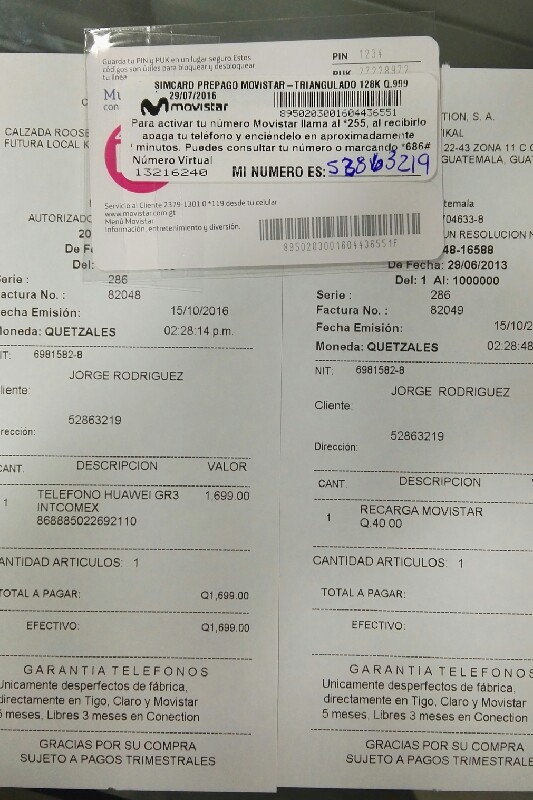 Guarde tu PIN y PUK en un lugar seguro. Estos
códigos son útiles para bloquear y desbloquear
tu línea
PIN 1234
PUK
SIMCARD PREPAGO MOVISTAR-TRIANGULADO 128K Q.999
29/07/2016
movistar
8950203001604436551
Para activar tu número Movistar llama al *255, al recibirlo
apaga tu teléfono y enciéndelo en aproximadamente
minutos. Puedes consultar tu número o marcando *686#
Número Virtual
13216240
MI NUMERO ES: 52863219
Servicio al Cliente 2379-1301 0 *119 desde tu celular
www.movistar.com.gt
Menú Movistar
Información, entretenimiento y diversión.
8950203001604436551F
CALZADA ROOSE
FUTURA LOCAL K
AUTORIZADO
20
De F
Del:
Serie : 286
Factura No. : 82048
Fecha Emisión: 15/10/2016
Moneda: QUETZALES 02:28:14 p.m.
NIT: 6981582-8
JORGE RODRIGUEZ
Cliente:
52863219
Dirección:
CANT. DESCRIPCION VALOR
1 TELEFONO HUAWEI GR3 1,699.00
INTCOMEX
868885022692110
CANTIDAD ARTICULOS: 1
TOTAL A PAGAR: Q1,699.00
EFECTIVO: Q1,699.00
GARANTIA TELEFONOS
Unicamente desperfectos de fábrica,
directamente en Tigo, Claro y Movistar
5 meses, Libres 3 meses en Conection
GRACIAS POR SU COMPRA
SUJETO A PAGOS TRIMESTRALES
TION, S. A.
IKAL
22-43 ZONA 11 C.C
GUATEMALA, GUA
temala
704633-8
UN RESOLUCION N
48-16588
De Fecha: 29/06/2013
Del: 1 Al: 1000000
Serie : 286
Factura No. : 82049
Fecha Emisión: 15/10/2
Moneda: QUETZALES 02:28:48
NIT: 6981582-8
JORGE RODRIGUEZ
Cliente:
52863219
Dirección:
CANT. DESCRIPCION
1 RECARGA MOVISTAR
Q.40.00
CANTIDAD ARTICULOS: 1
TOTAL A PAGAR:
EFECTIVO:
GARANTIA TELEFONOS
Unicamente desperfectos de fábrica,
directamente en Tigo, Claro y Movistar
5 meses, Libres 3 meses en Conection
GRACIAS POR SU COMPRA
SUJETO A PAGOS TRIMESTRALES